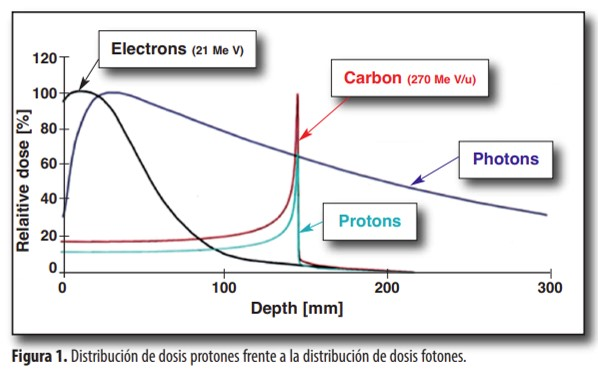 Electrons (21 Me V)
Carbon (270 Me V/u)
Photons
Protons
Relaitive dose [%]
120
100
80
60
40
20
0
0
100
200
300
Depth [mm]
Figura 1. Distribución de dosis protones frente a la distribución de dosis fotones.